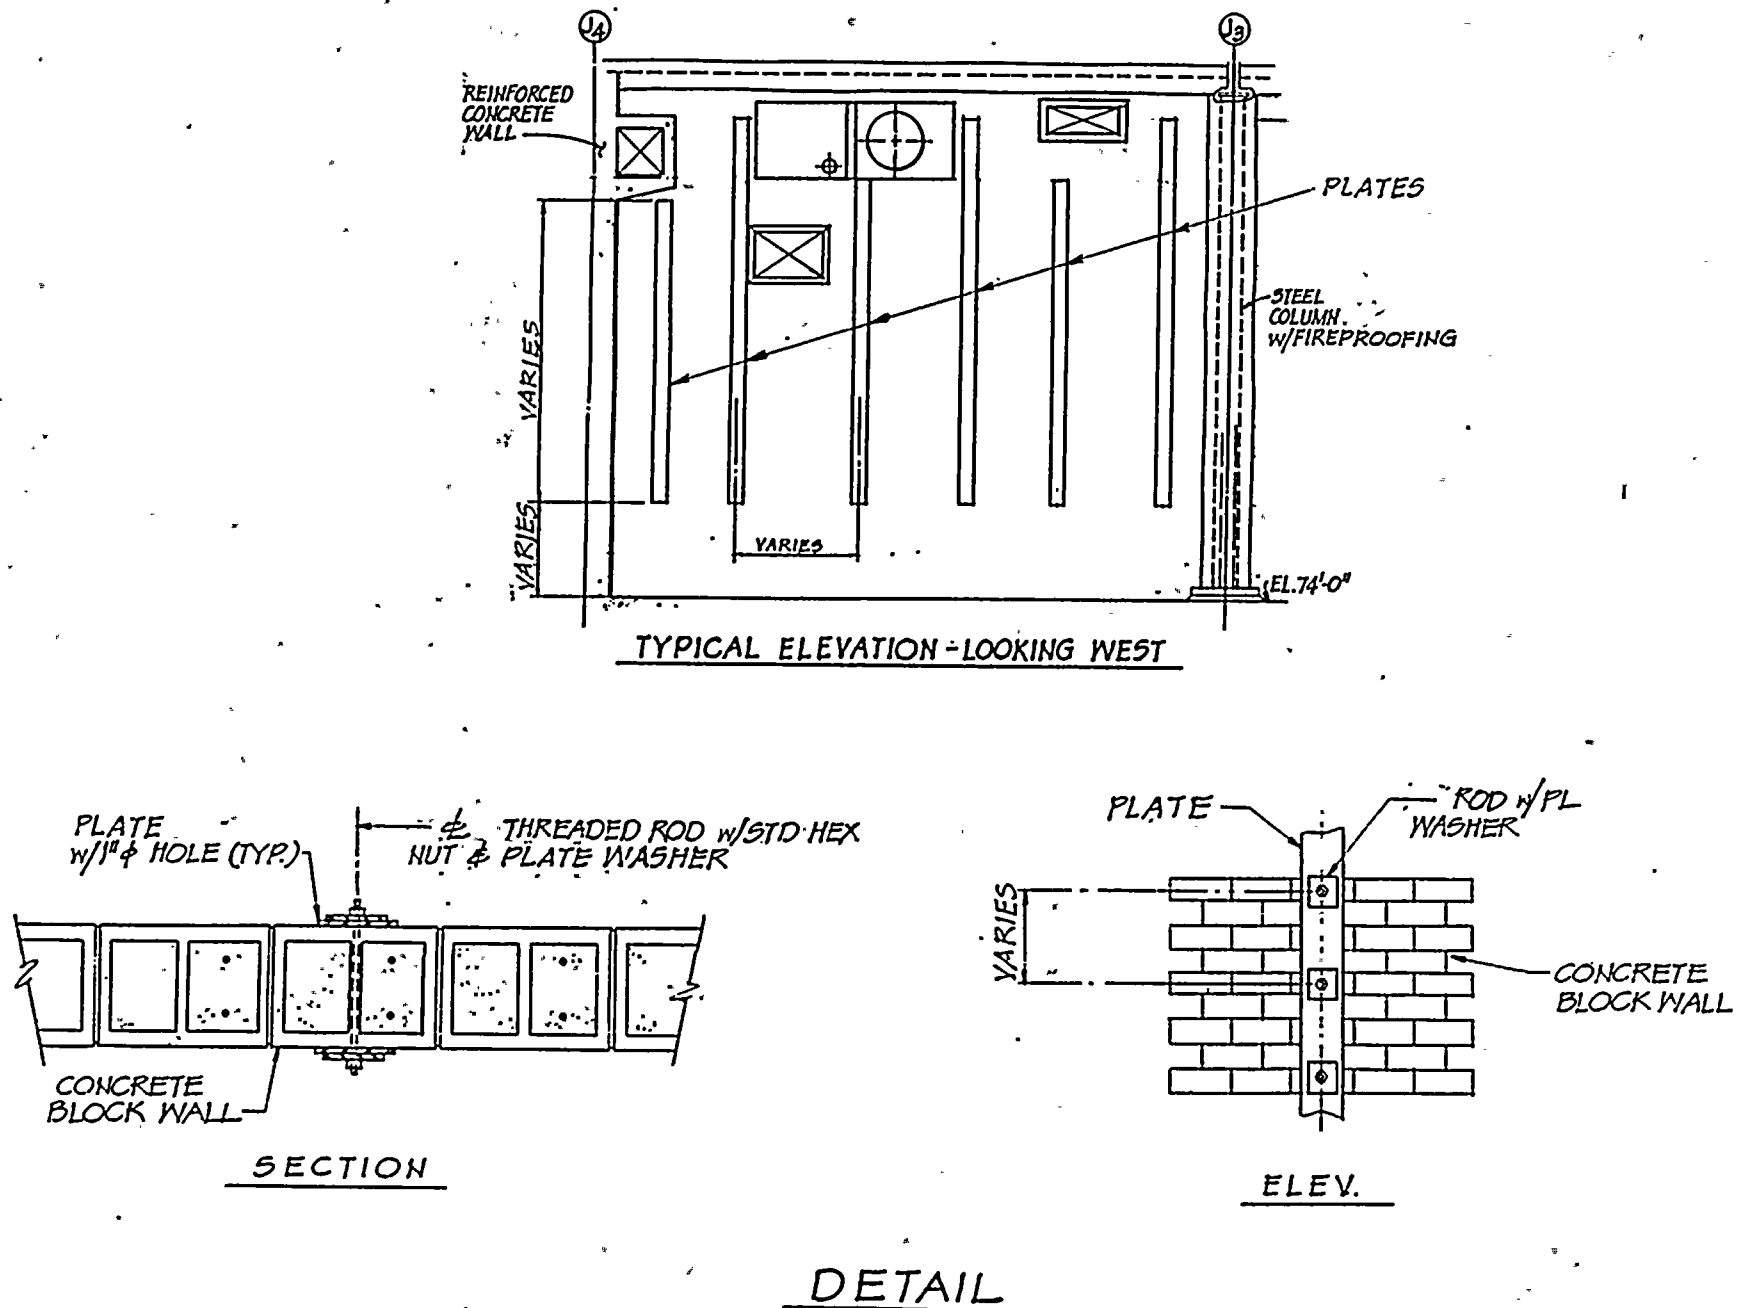 J4
J3
REINFORCED
CONCRETE
WALL
PLATES
STEEL
COLUMN
W/FIREPROOFING
VARIES
VARIES
VARIES
EL.74'-0"
TYPICAL ELEVATION-LOOKING WEST
PLATE
W/1"ϕ HOLE (TYP.)
℄ THREADED ROD W/STD HEX
NUT & PLATE WASHER
CONCRETE
BLOCK WALL
SECTION
PLATE
ROD W/PL
WASHER
VARIES
CONCRETE
BLOCK WALL
ELEV.
DETAIL